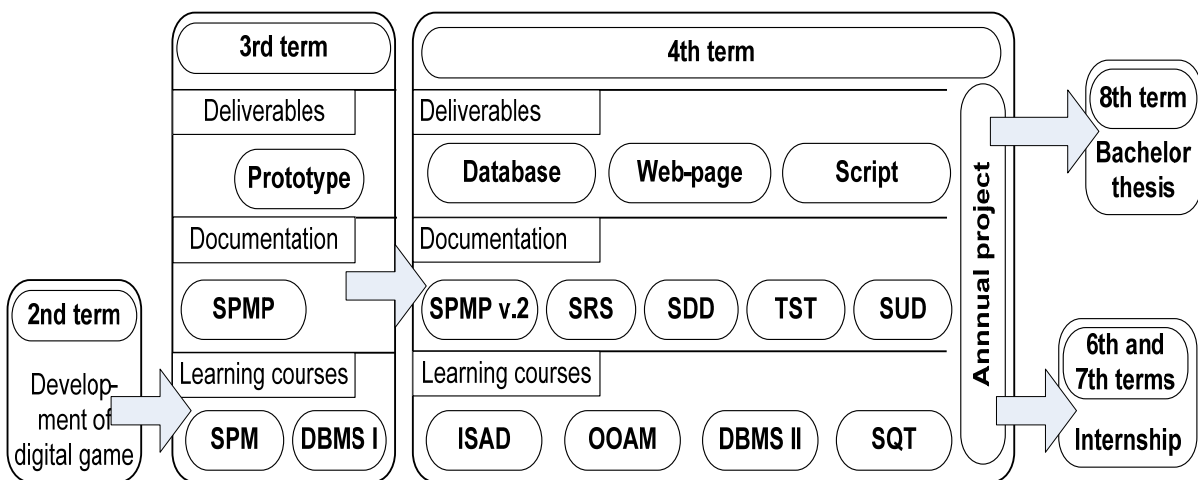 2nd term
Develop-
ment of
digital game
3rd term
Deliverables
Prototype
Documentation
SPMP
Learning courses
SPM
DBMS I
4th term
Deliverables
Database
Web-page
Script
Documentation
SPMP v.2
SRS
SDD
TST
SUD
Learning courses
ISAD
OOAM
DBMS II
SQT
Annual project
8th term
Bachelor
thesis
6th and
7th terms
Internship